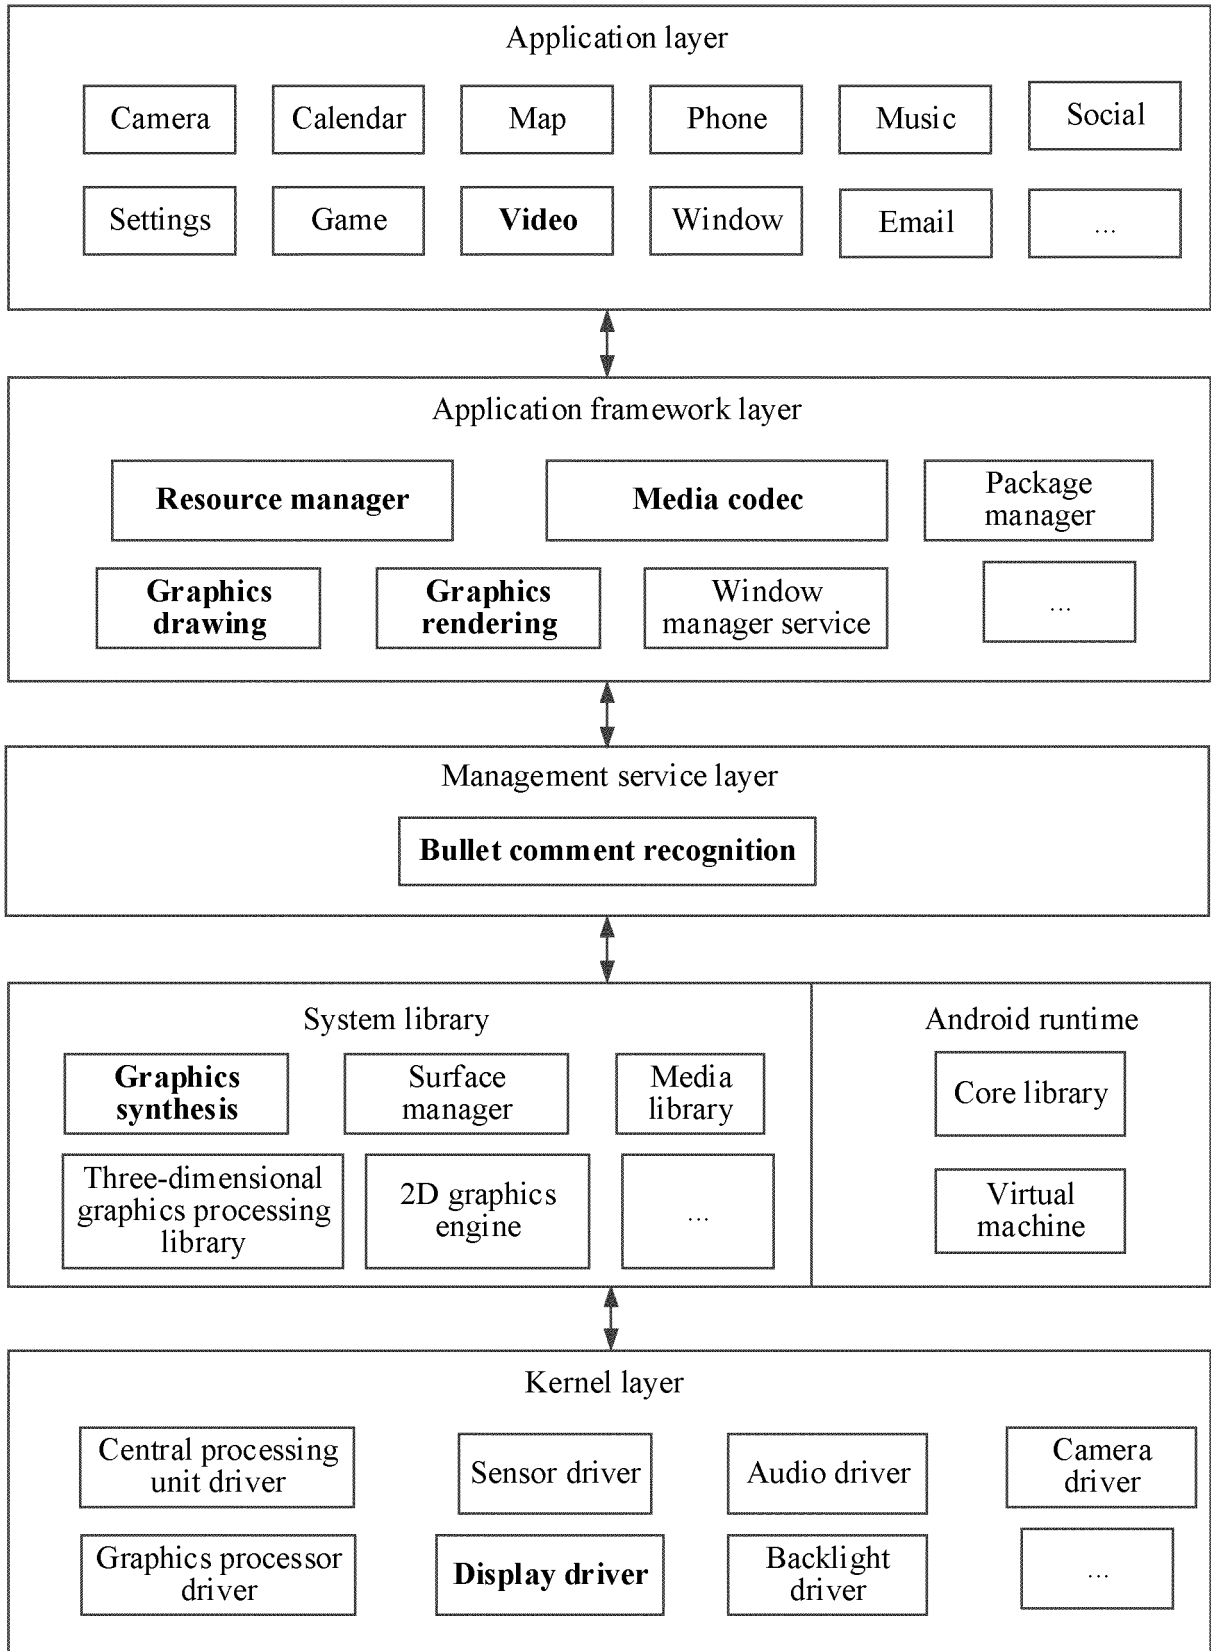 Application layer
Camera
Calendar
Map
Phone
Music
Social
Settings
Game
Video
Window
Email
...
Application framework layer
Resource manager
Media codec
Package
manager
Graphics
drawing
Graphics
rendering
Window
manager service
...
Management service layer
Bullet comment recognition
System library
Graphics
synthesis
Surface
manager
Media
library
Three-dimensional
graphics processing
library
2D graphics
engine
...
Android runtime
Core library
Virtual
machine
Kernel layer
Central processing
unit driver
Sensor driver
Audio driver
Camera
driver
Graphics processor
driver
Display driver
Backlight
driver
...